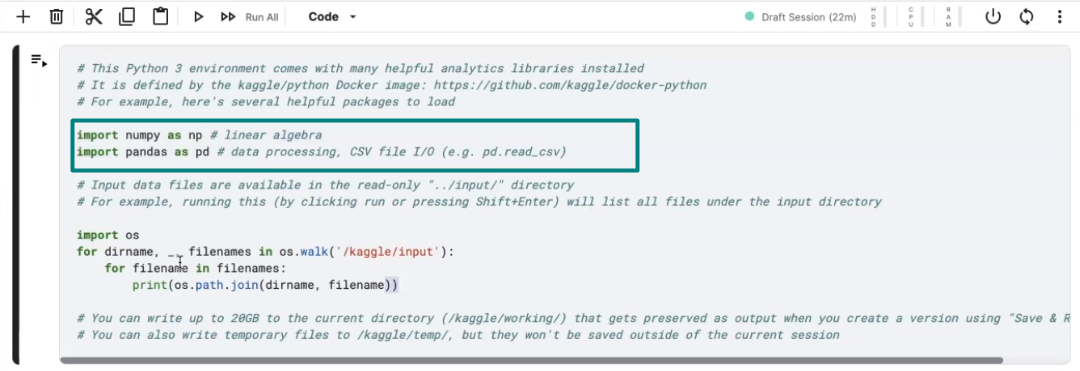 Run All Code Draft Session (22m) HDD CPU RAM
# This Python 3 environment comes with many helpful analytics libraries installed
# It is defined by the kaggle/python Docker image: https://github.com/kaggle/docker-python
# For example, here's several helpful packages to load
import numpy as np # linear algebra
import pandas as pd # data processing, CSV file I/O (e.g. pd.read_csv)
# Input data files are available in the read-only "../input/" directory
# For example, running this (by clicking run or pressing Shift+Enter) will list all files under the input directory
import os
for dirname, _, filenames in os.walk('/kaggle/input'):
    for filename in filenames:
        print(os.path.join(dirname, filename))
# You can write up to 20GB to the current directory (/kaggle/working/) that gets preserved as output when you create a version using "Save & R
# You can also write temporary files to /kaggle/temp/, but they won't be saved outside of the current session